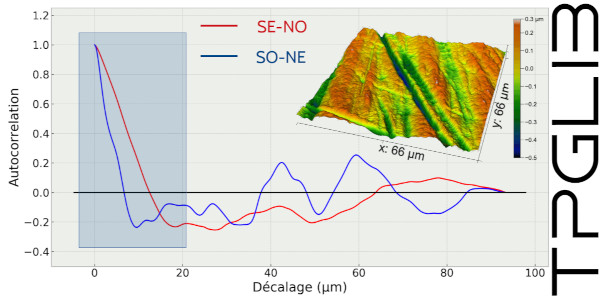 1.2
1.0
0.8
0.6
0.4
0.2
0.0
−0.2
−0.4
Autocorrelation
0
20
40
60
80
100
Décalage (µm)
SE-NO
SO-NE
x: 66 µm
y: 66 µm
0.3 µm
0.2
0.1
0.0
-0.1
-0.2
-0.3
-0.4
-0.5
TPGLIB